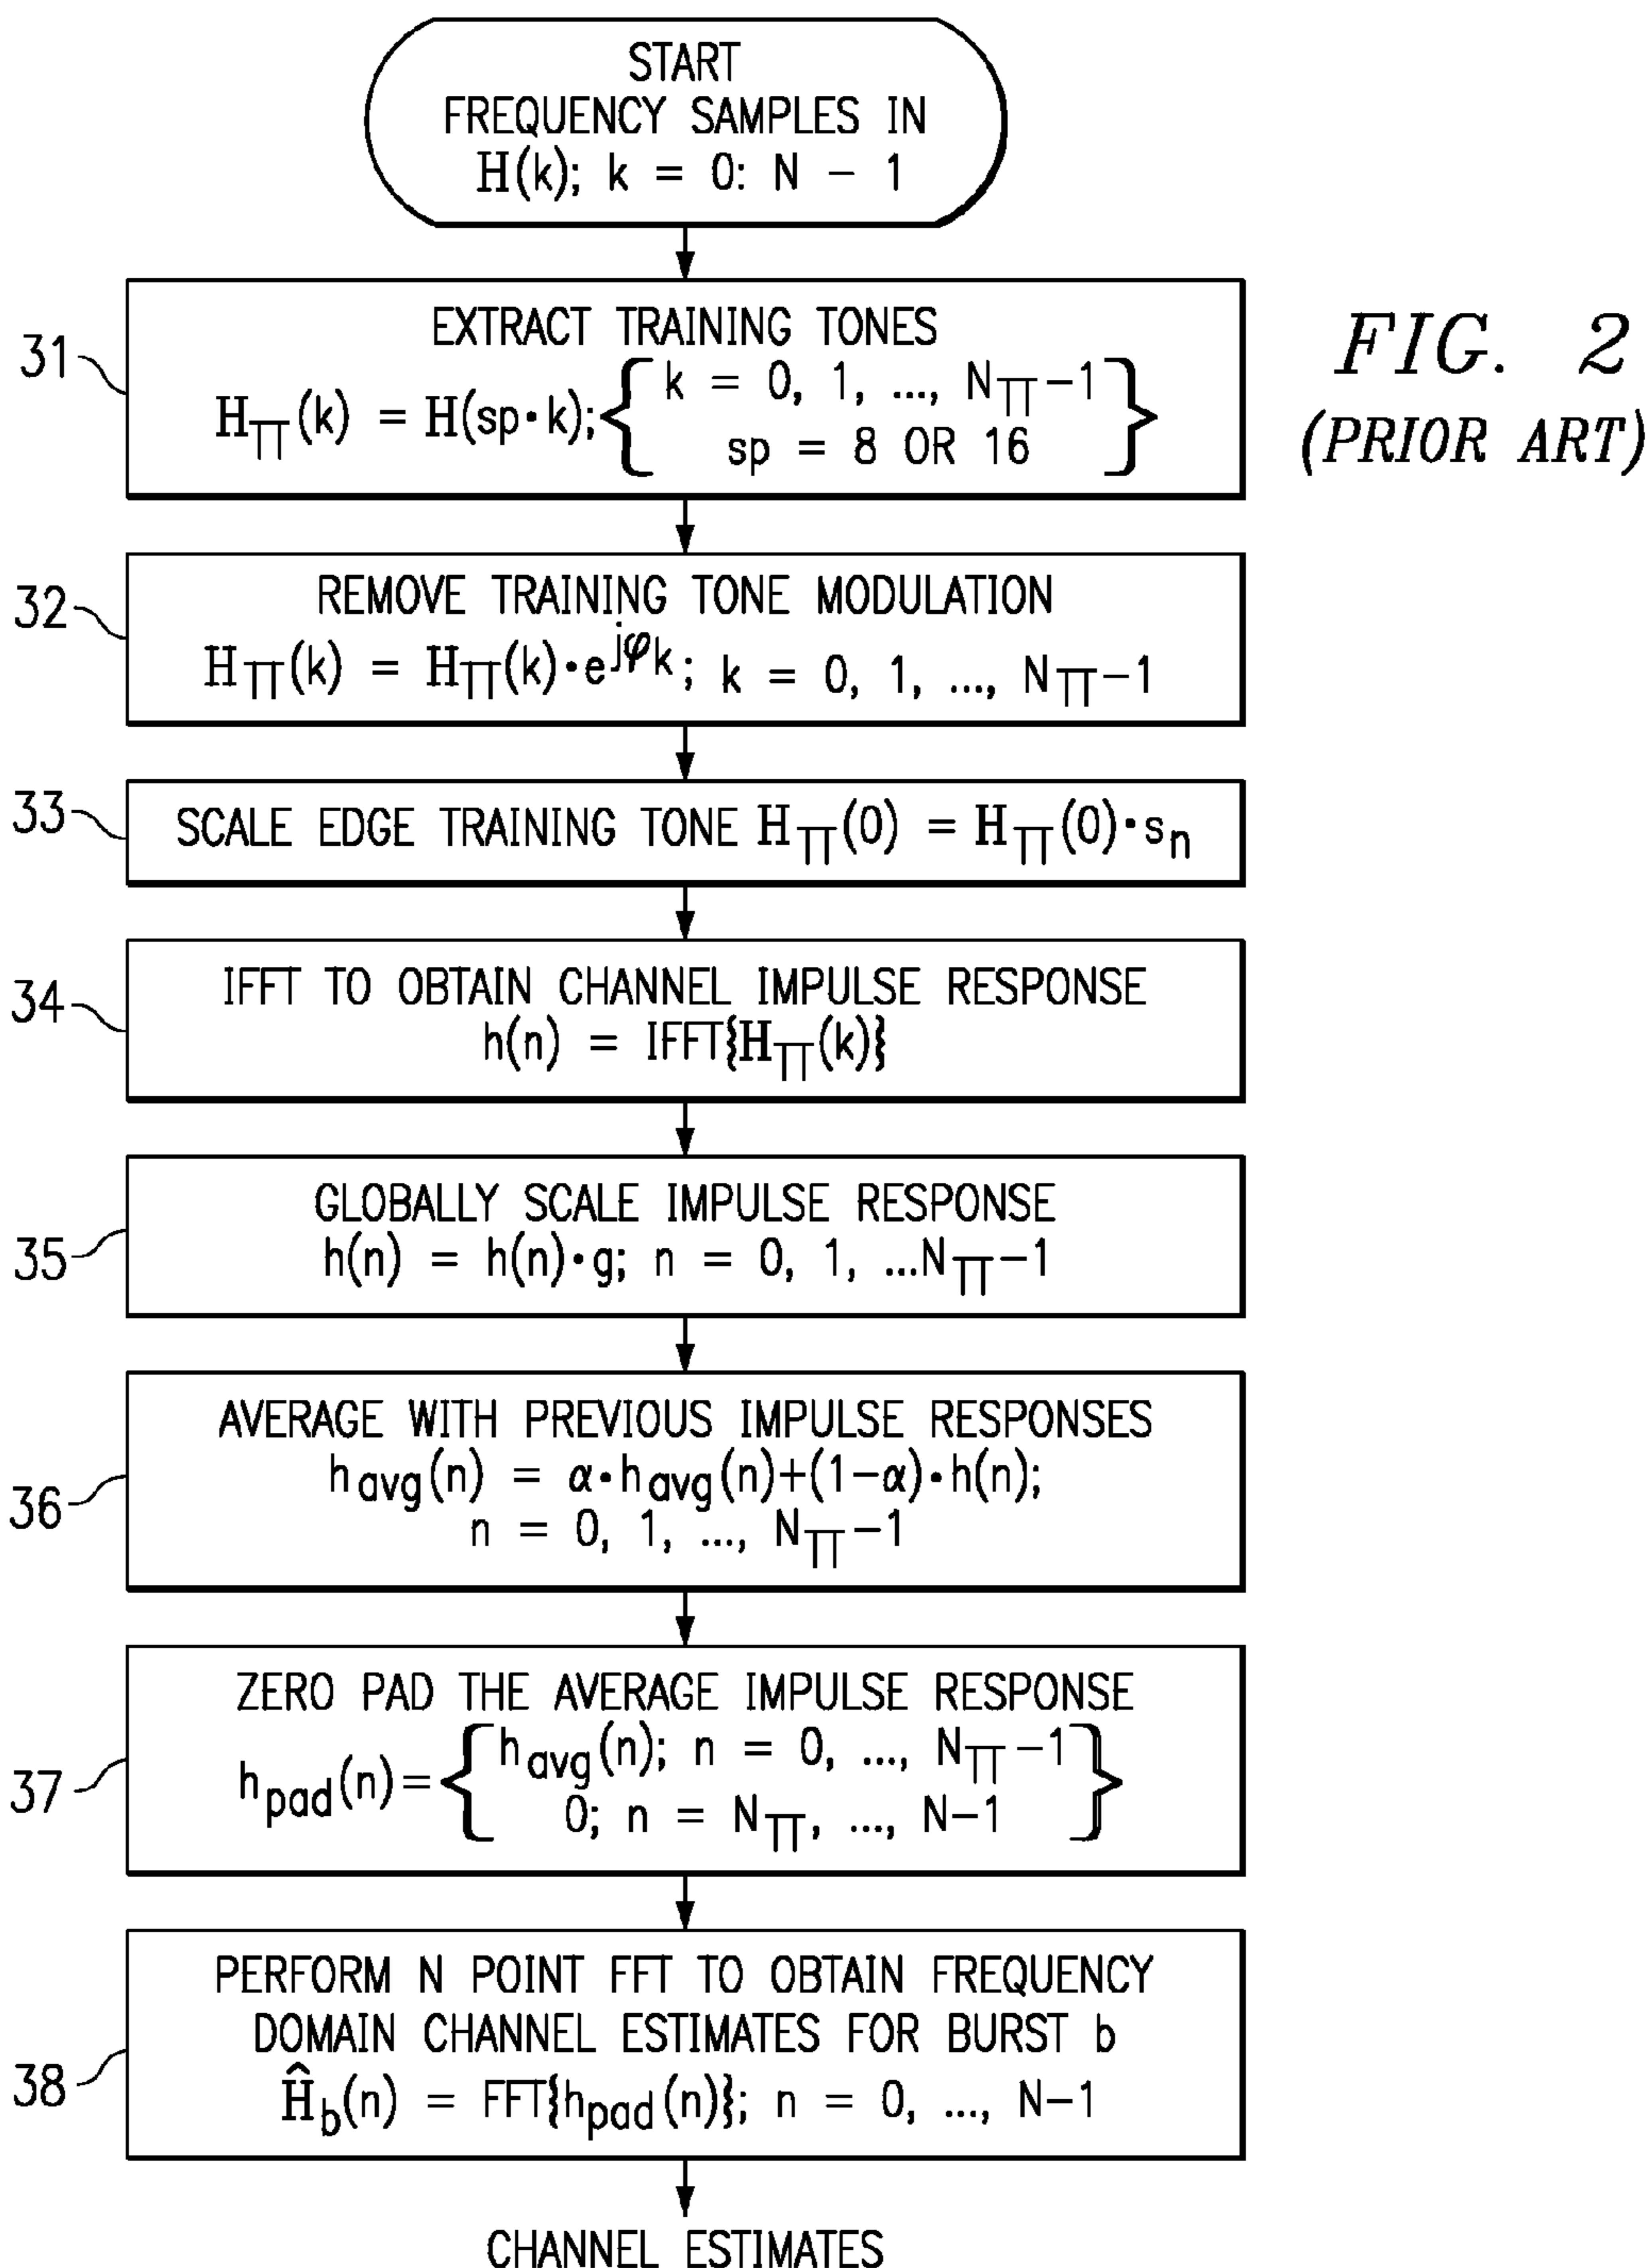 START
FREQUENCY SAMPLES IN
H(k); k = 0: N - 1
FIG. 2
(PRIOR ART)
31
EXTRACT TRAINING TONES
H_TT(k) = H(sp·k); { k = 0, 1, ..., N_TT-1
sp = 8 OR 16 }
32
REMOVE TRAINING TONE MODULATION
H_TT(k) = H_TT(k)·e^jφk; k = 0, 1, ..., N_TT-1
33
SCALE EDGE TRAINING TONE H_TT(0) = H_TT(0)·s_n
34
IFFT TO OBTAIN CHANNEL IMPULSE RESPONSE
h(n) = IFFT{H_TT(k)}
35
GLOBALLY SCALE IMPULSE RESPONSE
h(n) = h(n)·g; n = 0, 1, ...N_TT-1
36
AVERAGE WITH PREVIOUS IMPULSE RESPONSES
h_avg(n) = α·h_avg(n)+(1-α)·h(n);
n = 0, 1, ..., N_TT-1
37
ZERO PAD THE AVERAGE IMPULSE RESPONSE
h_pad(n)= { h_avg(n); n = 0, ..., N_TT-1
0; n = N_TT, ..., N-1 }
38
PERFORM N POINT FFT TO OBTAIN FREQUENCY
DOMAIN CHANNEL ESTIMATES FOR BURST b
Ĥ_b(n) = FFT{h_pad(n)}; n = 0, ..., N-1
CHANNEL ESTIMATES